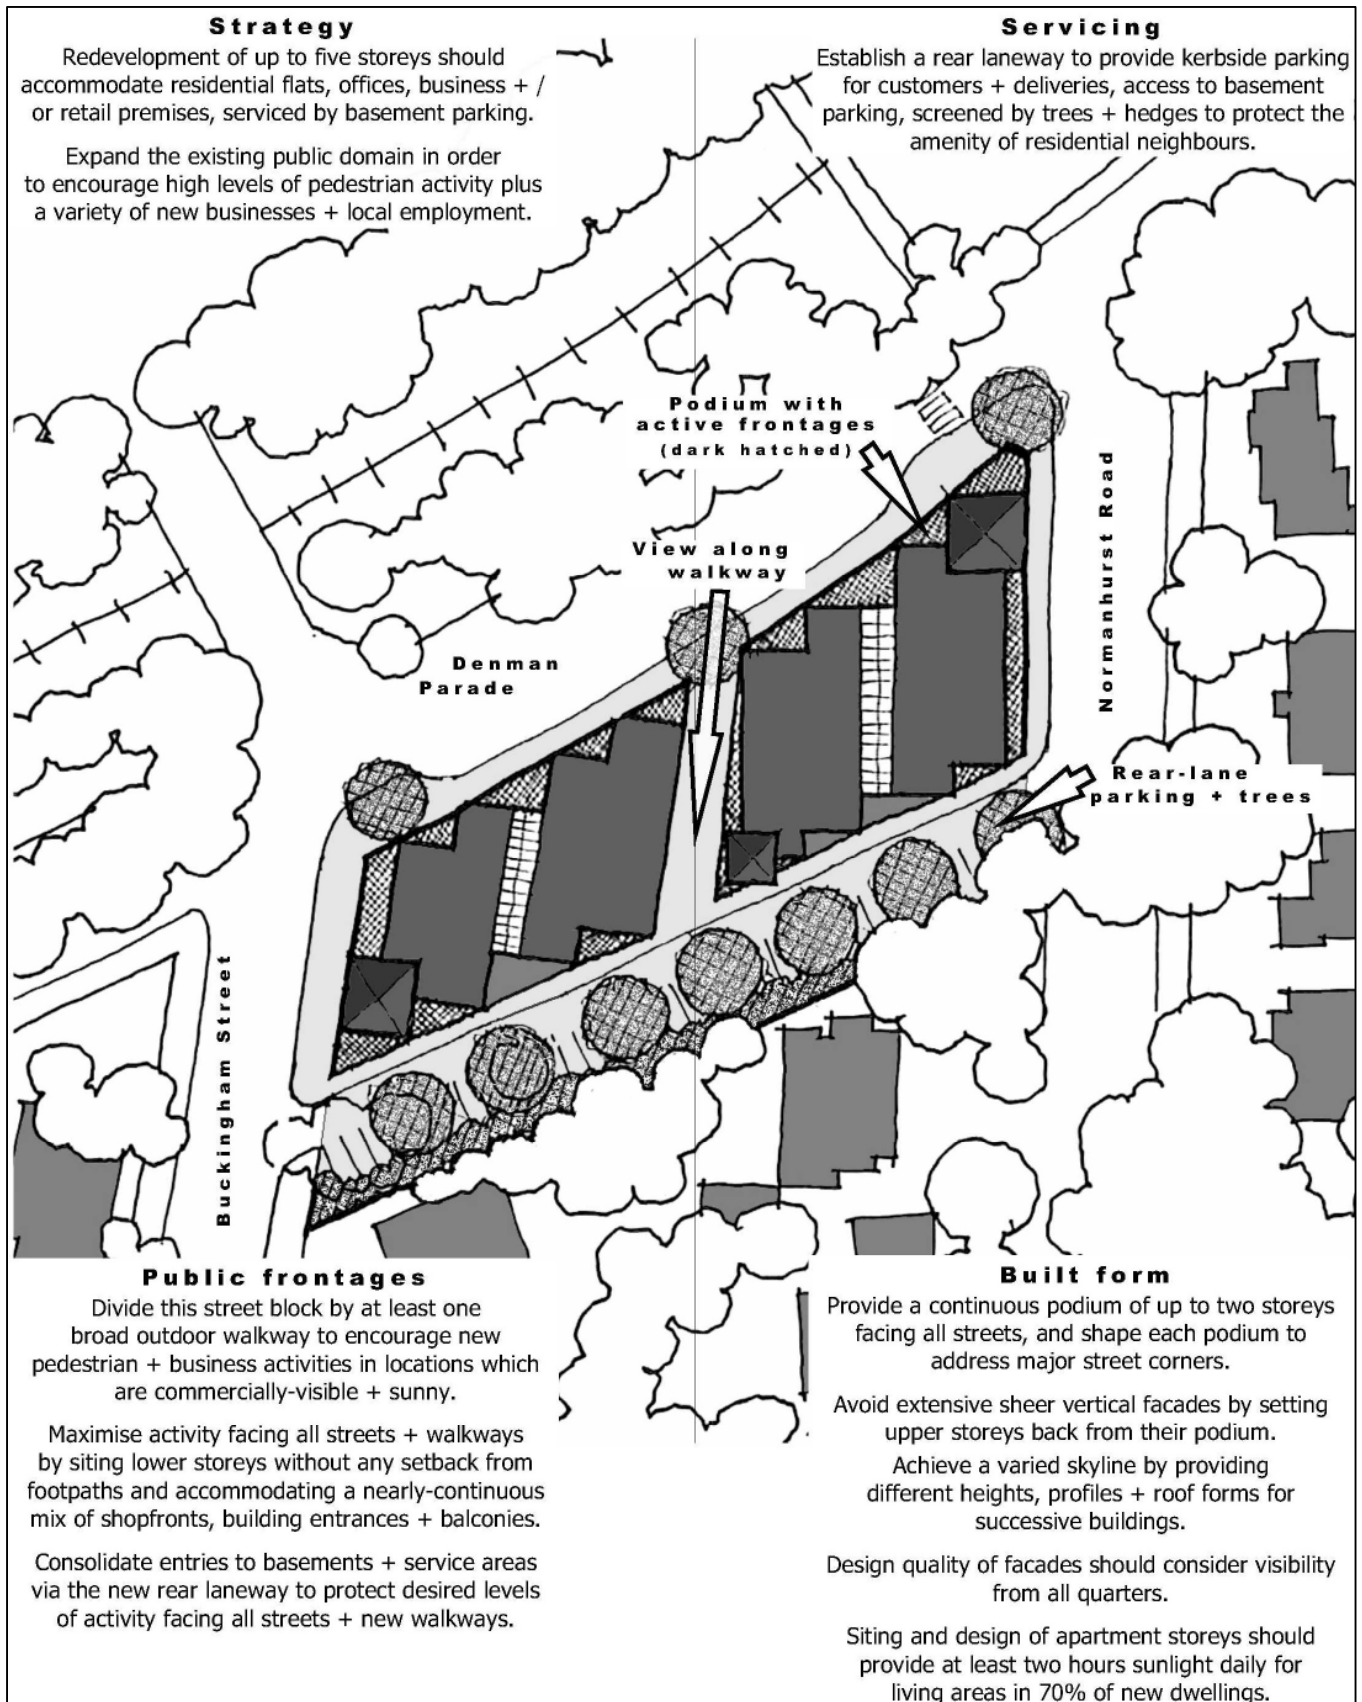 Strategy
Redevelopment of up to five storeys should
accommodate residential flats, offices, business + /
or retail premises, serviced by basement parking.
Expand the existing public domain in order
to encourage high levels of pedestrian activity plus
a variety of new businesses + local employment.
Servicing
Establish a rear laneway to provide kerbside parking
for customers + deliveries, access to basement
parking, screened by trees + hedges to protect the
amenity of residential neighbours.
Podium with
active frontages
(dark hatched)
View along
walkway
Denman
Parade
Normanhurst Road
Rear-lane
parking + trees
Buckingham Street
Public frontages
Divide this street block by at least one
broad outdoor walkway to encourage new
pedestrian + business activities in locations which
are commercially-visible + sunny.
Maximise activity facing all streets + walkways
by siting lower storeys without any setback from
footpaths and accommodating a nearly-continuous
mix of shopfronts, building entrances + balconies.
Consolidate entries to basements + service areas
via the new rear laneway to protect desired levels
of activity facing all streets + new walkways.
Built form
Provide a continuous podium of up to two storeys
facing all streets, and shape each podium to
address major street corners.
Avoid extensive sheer vertical facades by setting
upper storeys back from their podium.
Achieve a varied skyline by providing
different heights, profiles + roof forms for
successive buildings.
Design quality of facades should consider visibility
from all quarters.
Siting and design of apartment storeys should
provide at least two hours sunlight daily for
living areas in 70% of new dwellings.